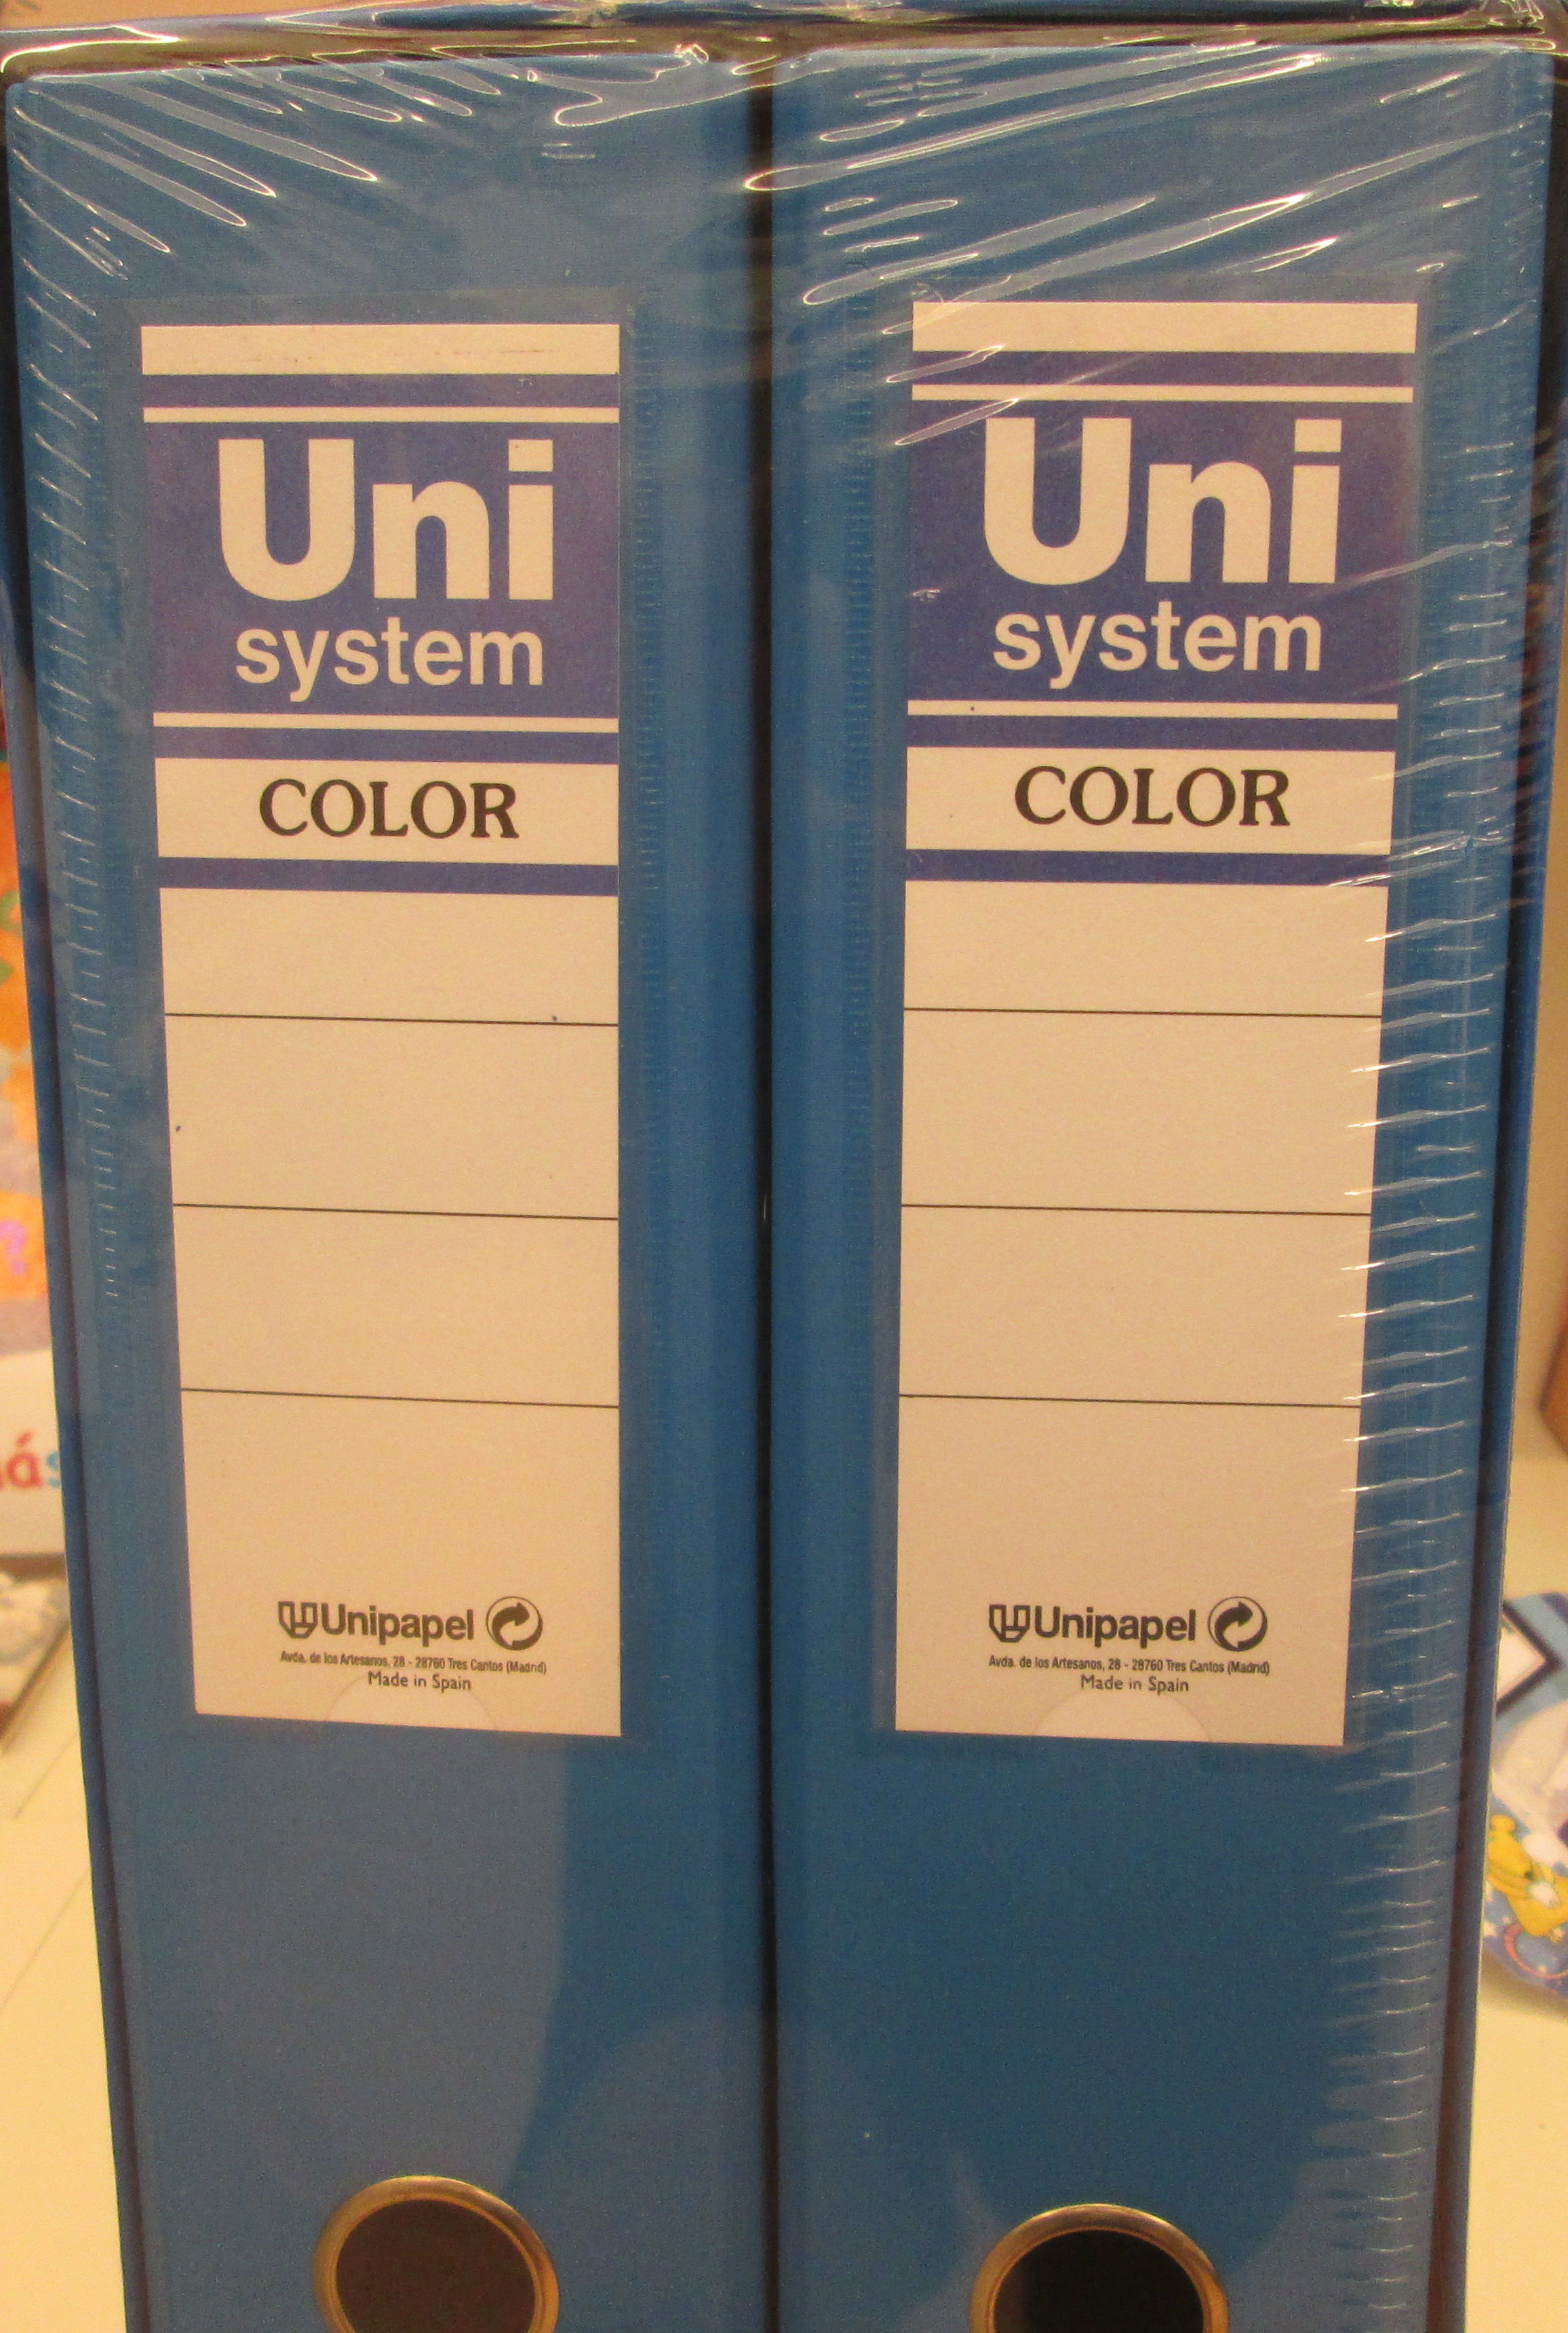 Uni
system
COLOR
Unipapel
Avda. de los Artesanos, 28 - 28760 Tres Cantos (Madrid)
Made in Spain
Uni
system
COLOR
Unipapel
Avda. de los Artesanos, 28 - 28760 Tres Cantos (Madrid)
Made in Spain